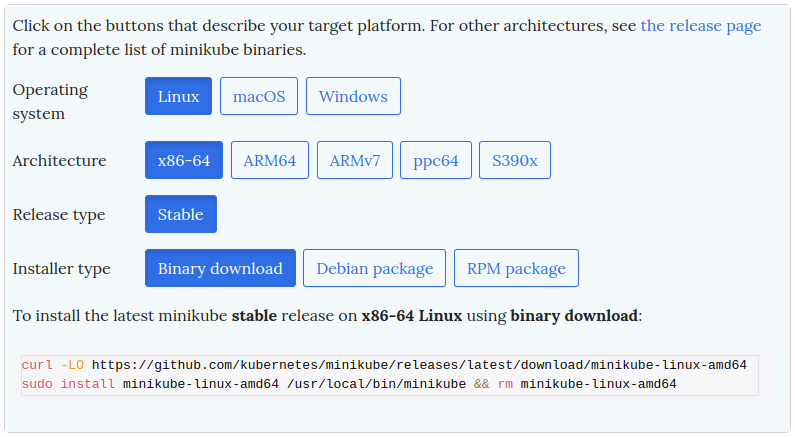 Click on the buttons that describe your target platform. For other architectures, see the release page
for a complete list of minikube binaries.
Operating system
Linux macOS Windows
Architecture
x86-64 ARM64 ARMv7 ppc64 S390x
Release type
Stable
Installer type
Binary download Debian package RPM package
To install the latest minikube stable release on x86-64 Linux using binary download:
curl -LO https://github.com/kubernetes/minikube/releases/latest/download/minikube-linux-amd64
sudo install minikube-linux-amd64 /usr/local/bin/minikube && rm minikube-linux-amd64